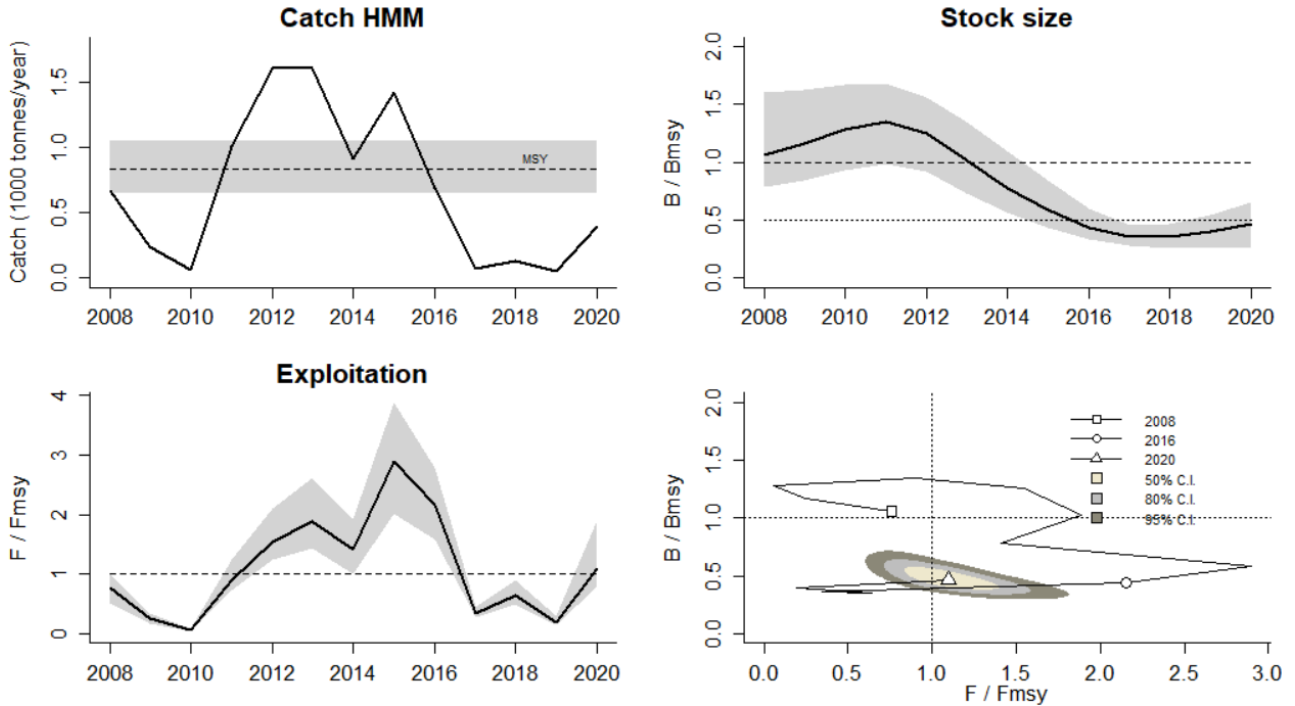 Catch HMM
Catch (1000 tonnes/year)
0.0 0.5 1.0 1.5
MSY
2008 2010 2012 2014 2016 2018 2020
Stock size
B / Bmsy
0.0 0.5 1.0 1.5 2.0
2008 2010 2012 2014 2016 2018 2020
Exploitation
F / Fmsy
0 1 2 3 4
2008 2010 2012 2014 2016 2018 2020
B / Bmsy
0.0 0.5 1.0 1.5 2.0
2008
2016
2020
50% C.I.
80% C.I.
95% C.I.
0.0 0.5 1.0 1.5 2.0 2.5 3.0
F / Fmsy